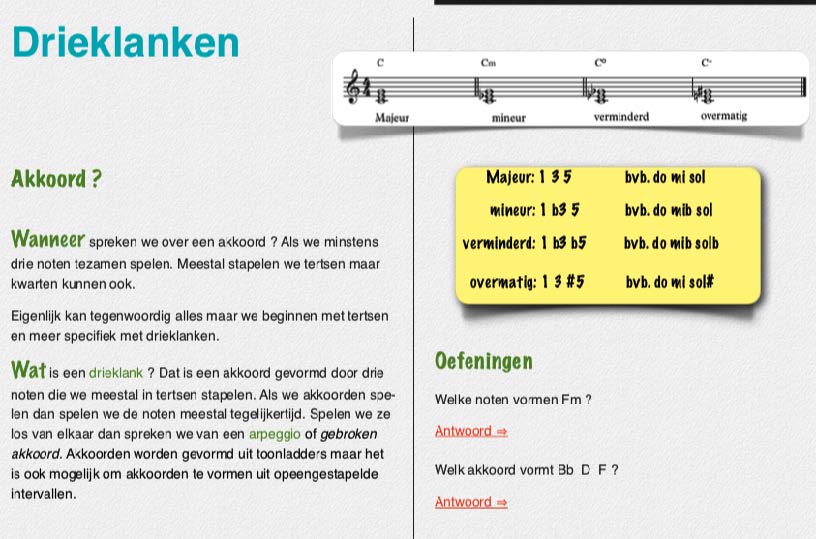 Drieklanken
C Cm C° C+
Majeur mineur verminderd overmatig
Akkoord ?
Wanneer spreken we over een akkoord ? Als we minstens
drie noten tezamen spelen. Meestal stapelen we tertsen maar
kwarten kunnen ook.
Eigenlijk kan tegenwoordig alles maar we beginnen met tertsen
en meer specifiek met drieklanken.
Wat is een drieklank ? Dat is een akkoord gevormd door drie
noten die we meestal in tertsen stapelen. Als we akkoorden spe-
len dan spelen we de noten meestal tegelijkertijd. Spelen we ze
los van elkaar dan spreken we van een arpeggio of gebroken
akkoord. Akkoorden worden gevormd uit toonladders maar het
is ook mogelijk om akkoorden te vormen uit opeengestapelde
intervallen.
Majeur: 1 3 5 bvb. do mi sol
mineur: 1 b3 5 bvb. do mib sol
verminderd: 1 b3 b5 bvb. do mib solb
overmatig: 1 3 #5 bvb. do mi sol#
Oefeningen
Welke noten vormen Fm ?
Antwoord ⇒
Welk akkoord vormt Bb D F ?
Antwoord ⇒